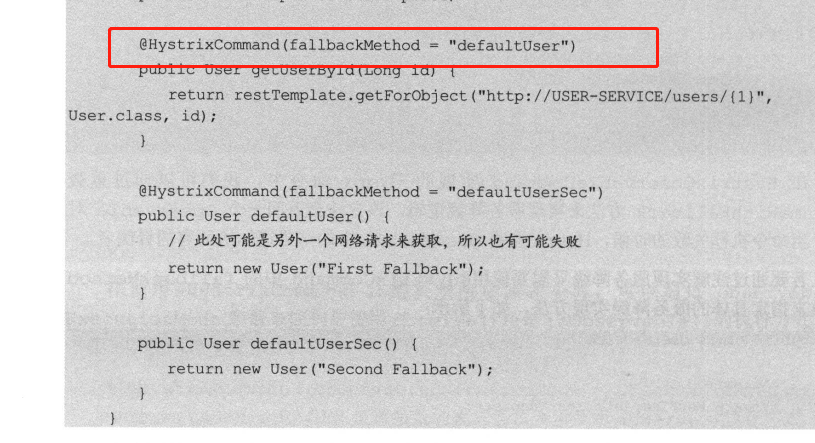 @HystrixCommand(fallbackMethod = "defaultUser")
public User getUserById(Long id) {
return restTemplate.getForObject("http://USER-SERVICE/users/{1}",
User.class, id);
}
@HystrixCommand(fallbackMethod = "defaultUserSec")
public User defaultUser() {
// 此处可能是另外一个网络请求来获取，所以也有可能失败
return new User("First Fallback");
}
public User defaultUserSec() {
return new User("Second Fallback");
}
}